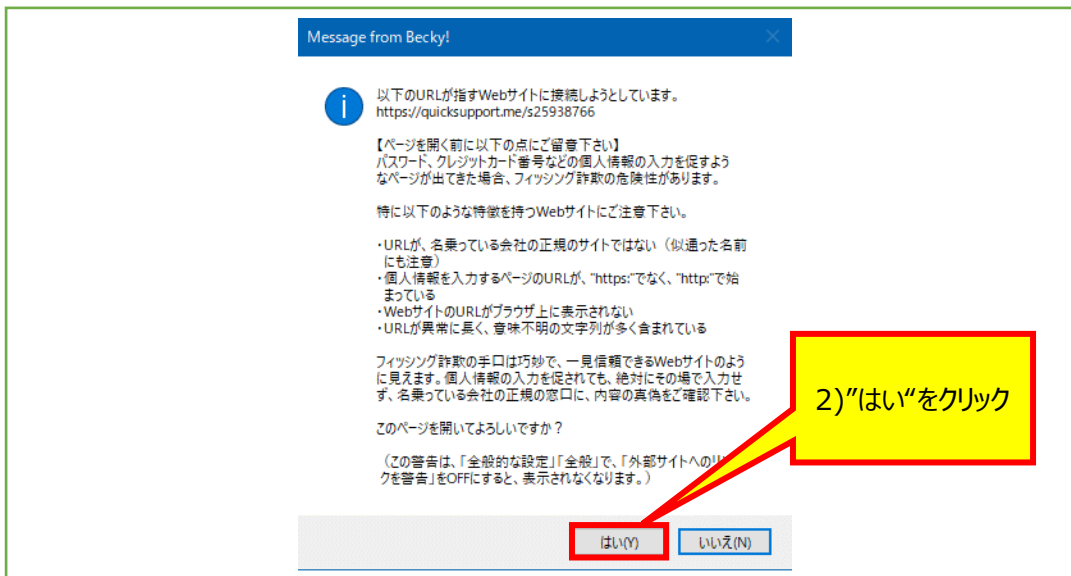 Message from Becky!
以下のURLが指すWebサイトに接続しようとしています。
https://quicksupport.me/s25938766
【ページを開く前に以下の点にご留意下さい】
パスワード、クレジットカード番号などの個人情報の入力を促すよう
なページが出てきた場合、フィッシング詐欺の危険性があります。
特に以下のような特徴を持つWebサイトにご注意下さい。
・URLが、名乗っている会社の正規のサイトではない（似通った名前
にも注意）
・個人情報を入力するページのURLが、"https:"でなく、"http:"で始
まっている
・WebサイトのURLがブラウザ上に表示されない
・URLが異常に長く、意味不明の文字列が多く含まれている
フィッシング詐欺の手口は巧妙で、一見信頼できるWebサイトのよう
に見えます。個人情報の入力を促されても、絶対にその場で入力せ
ず、名乗っている会社の正規の窓口に、内容の真偽をご確認下さい。
2)”はい“をクリック
このページを開いてよろしいですか？
（この警告は、「全般的な設定」「全般」で、「外部サイトへのリ
クを警告」をOFFにすると、表示されなくなります。）
はい(Y)
いいえ(N)